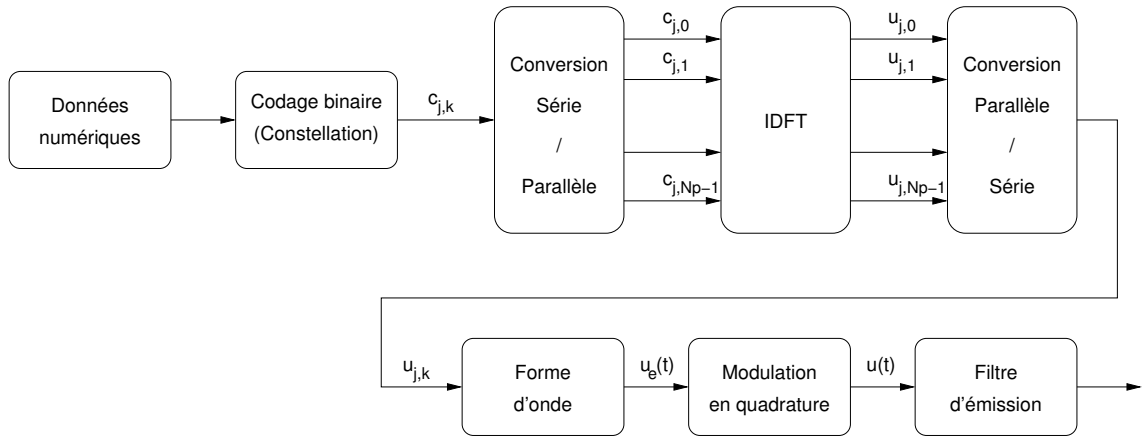 Données
numériques
Codage binaire
(Constellation)
c_{j,k}
Conversion
Série
/
Parallèle
c_{j,0}
c_{j,1}
c_{j,Np−1}
IDFT
u_{j,0}
u_{j,1}
u_{j,Np−1}
Conversion
Parallèle
/
Série
u_{j,k}
Forme
d'onde
u_e(t)
Modulation
en quadrature
u(t)
Filtre
d'émission